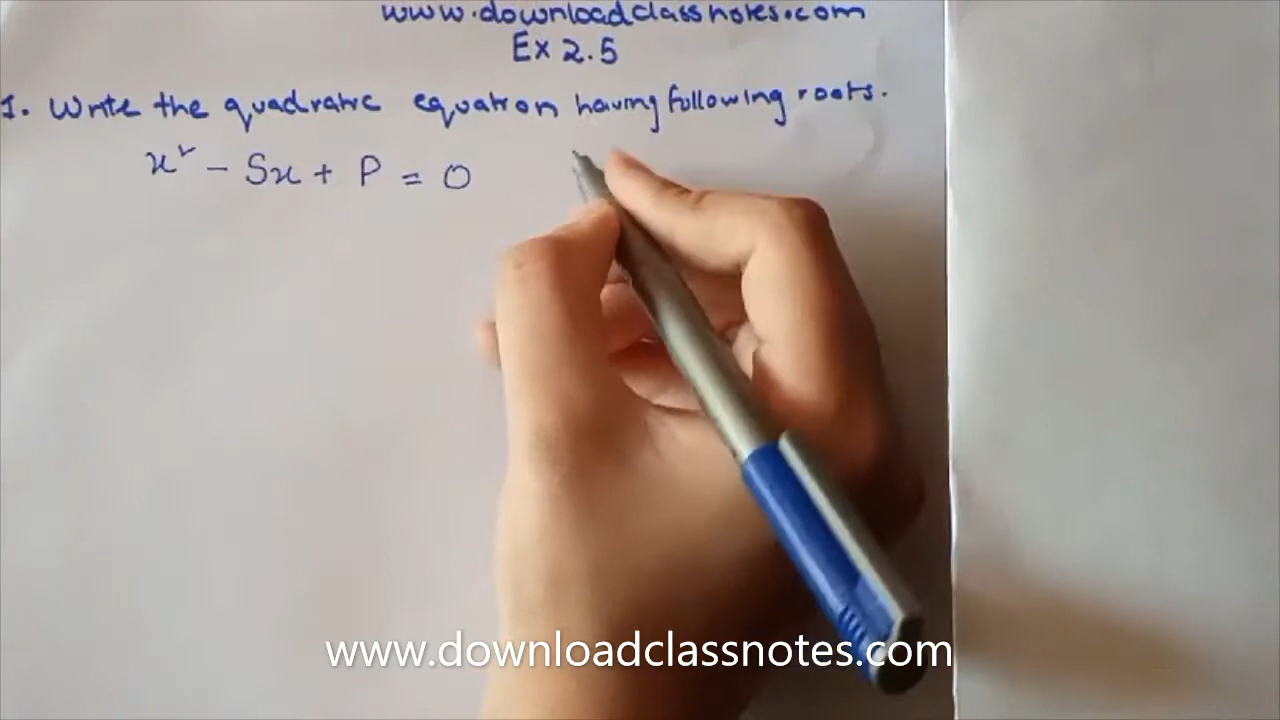 www.downloadclassnotes.com
Ex 2.5
1. Write the quadratic equation having following roots.
x² - Sx + P = 0
www.downloadclassnotes.com